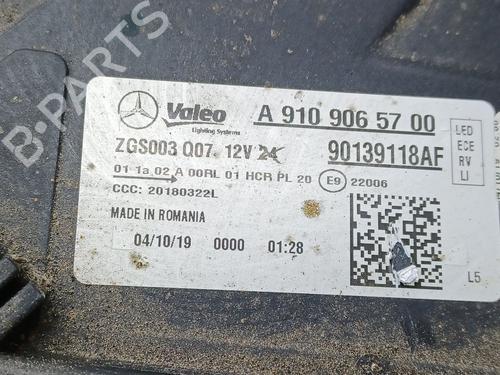 B-Parts
Valeo
Lighting Systems
A 910 906 57 00
ZGS003 Q07. 12V 24
90139118AF
LED
ECE
RV
LI
01 1a 02 A 00RL 01 HCR PL 20 E9 22006
CCC: 20180322L
MADE IN ROMANIA
04/10/19 0000 01:28
L5